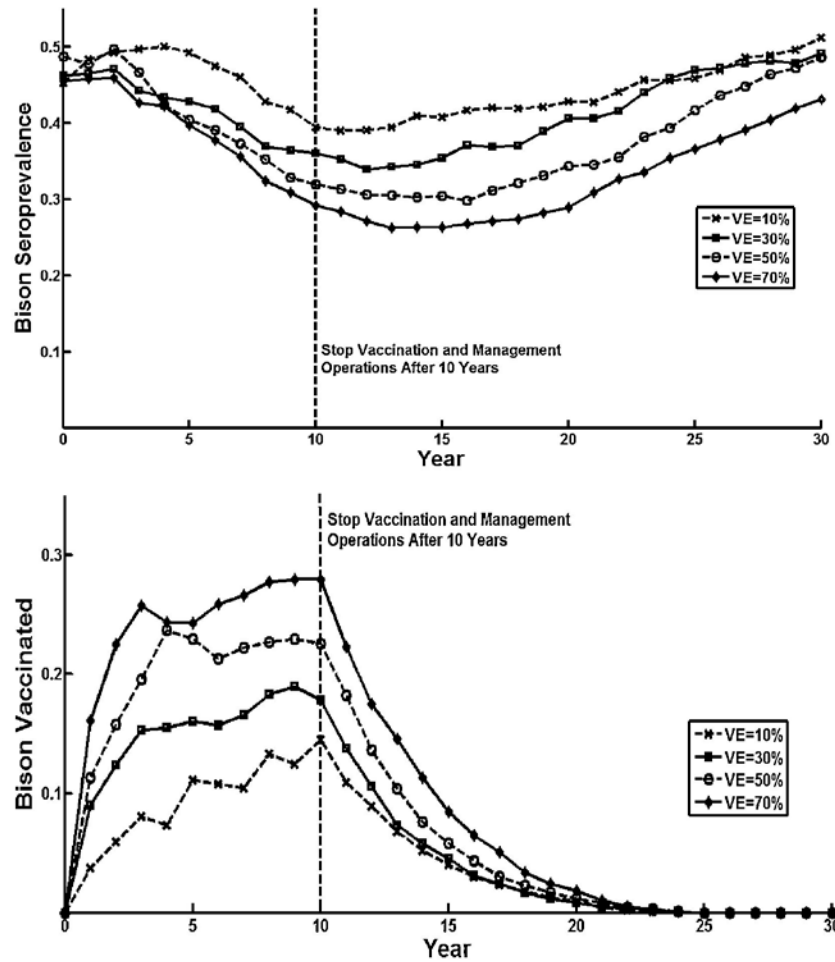 Bison Seroprevalence
0.5
0.4
0.3
0.2
0.1
VE=10%
VE=30%
VE=50%
VE=70%
Stop Vaccination and Management
Operations After 10 Years
0 5 10 15 20 25 30
Year
Bison Vaccinated
0.3
0.2
0.1
Stop Vaccination and Management
Operations After 10 Years
VE=10%
VE=30%
VE=50%
VE=70%
0 5 10 15 20 25 30
Year